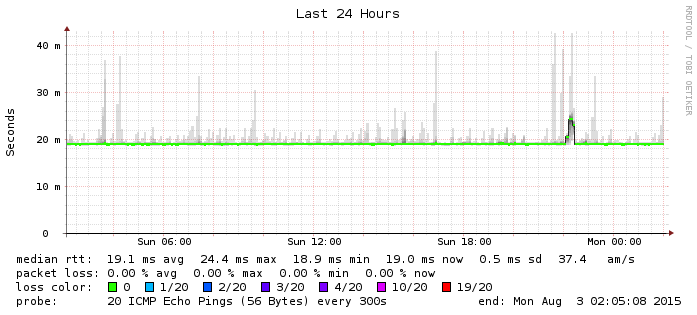 Last 24 Hours
RRDTOOL / TOBI OETIKER
Seconds
40 m
30 m
20 m
10 m
0
Sun 06:00 Sun 12:00 Sun 18:00 Mon 00:00
median rtt: 19.1 ms avg 24.4 ms max 18.9 ms min 19.0 ms now 0.5 ms sd 37.4 am/s
packet loss: 0.00 % avg 0.00 % max 0.00 % min 0.00 % now
loss color: 0 1/20 2/20 3/20 4/20 10/20 19/20
probe: 20 ICMP Echo Pings (56 Bytes) every 300s end: Mon Aug 3 02:05:08 2015